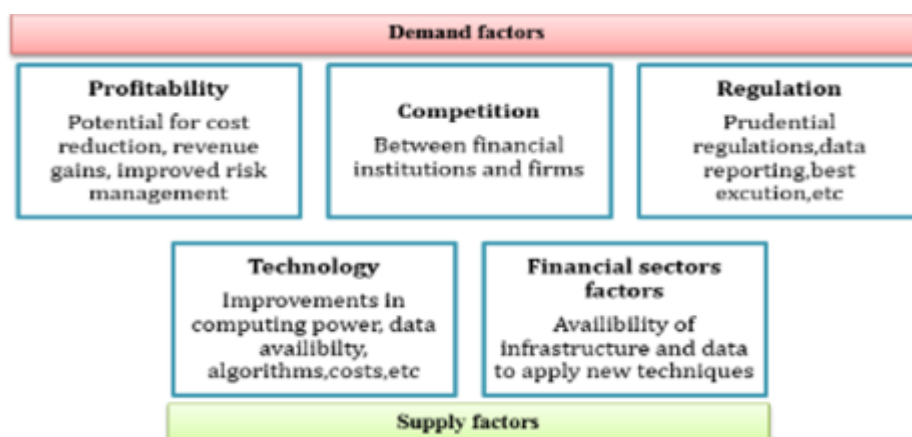 Demand factors
Profitability
Potential for cost
reduction, revenue
gains, improved risk
management
Competition
Between financial
institutions and firms
Regulation
Prudential
regulations,data
reporting,best
excution,etc
Technology
Improvements in
computing power, data
availibilty,
algorithms,costs,etc
Financial sectors
factors
Availibility of
infrastructure and data
to apply new techniques
Supply factors